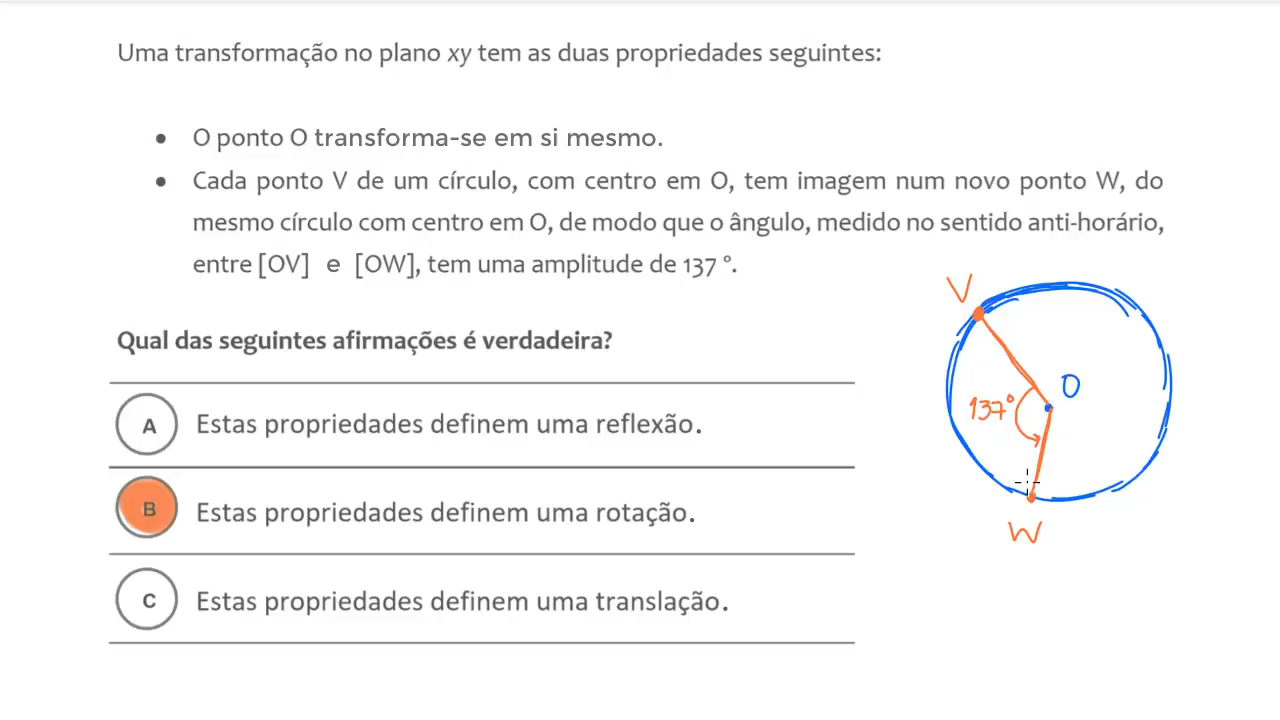 Uma transformação no plano xy tem as duas propriedades seguintes:
• O ponto O transforma-se em si mesmo.
• Cada ponto V de um círculo, com centro em O, tem imagem num novo ponto W, do
mesmo círculo com centro em O, de modo que o ângulo, medido no sentido anti-horário,
entre [OV] e [OW], tem uma amplitude de 137 º.
Qual das seguintes afirmações é verdadeira?
A Estas propriedades definem uma reflexão.
B Estas propriedades definem uma rotação.
C Estas propriedades definem uma translação.
V
O
137°
W